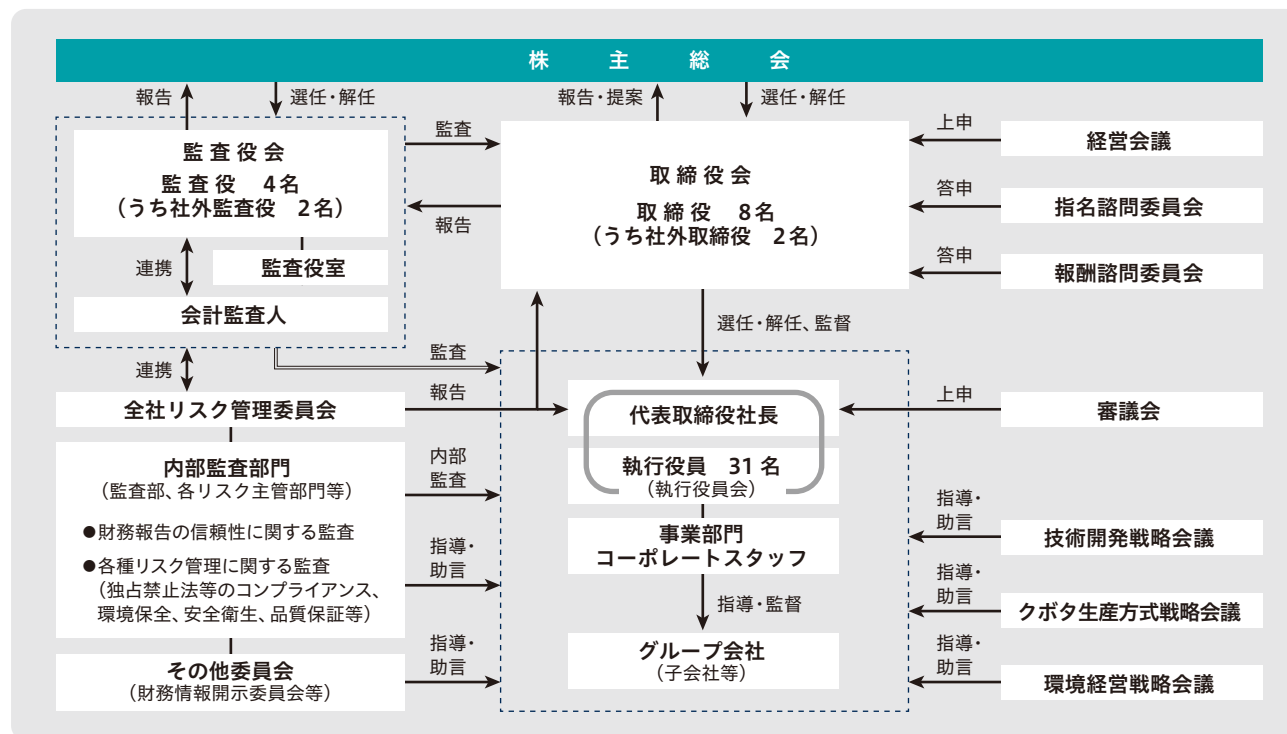 株主総会
報告
選任・解任
報告・提案
選任・解任
監査役会
監査役 4名
(うち社外監査役 2名)
連携
監査役室
会計監査人
監査
報告
取締役会
取締役 8名
(うち社外取締役 2名)
上申
経営会議
答申
指名諮問委員会
答申
報酬諮問委員会
選任・解任、監督
連携
監査
全社リスク管理委員会
報告
内部監査部門
(監査部、各リスク主管部門等)
●財務報告の信頼性に関する監査
●各種リスク管理に関する監査
(独占禁止法等のコンプライアンス、
環境保全、安全衛生、品質保証等)
内部
監査
指導・
助言
その他委員会
(財務情報開示委員会等)
指導・
助言
代表取締役社長
執行役員 31名
(執行役員会)
事業部門
コーポレートスタッフ
指導・監督
グループ会社
(子会社等)
上申
審議会
指導・
助言
技術開発戦略会議
指導・
助言
クボタ生産方式戦略会議
指導・
助言
環境経営戦略会議